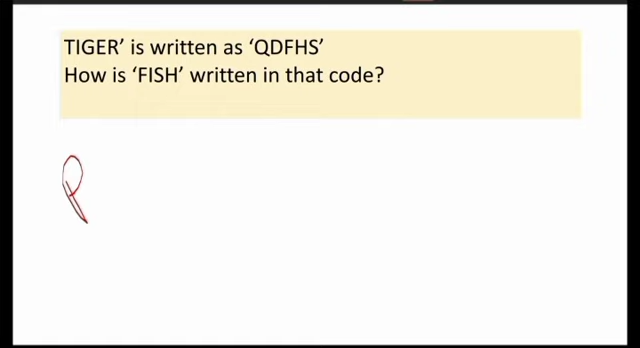 TIGER’ is written as ‘QDFHS’
How is ‘FISH’ written in that code?